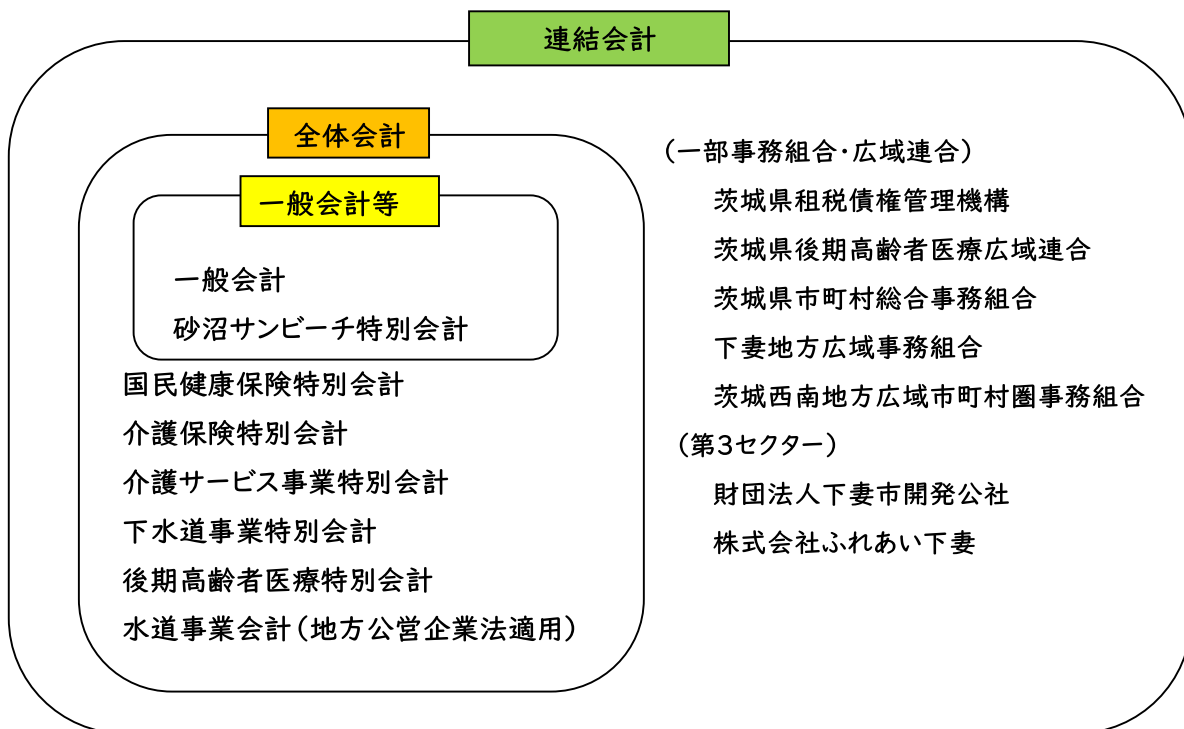 連結会計
全体会計
一般会計等
一般会計
砂沼サンビーチ特別会計
国民健康保険特別会計
介護保険特別会計
介護サービス事業特別会計
下水道事業特別会計
後期高齢者医療特別会計
水道事業会計（地方公営企業法適用）
（一部事務組合・広域連合）
茨城県租税債権管理機構
茨城県後期高齢者医療広域連合
茨城県市町村総合事務組合
下妻地方広域事務組合
茨城西南地方広域市町村圏事務組合
（第3セクター）
財団法人下妻市開発公社
株式会社ふれあい下妻